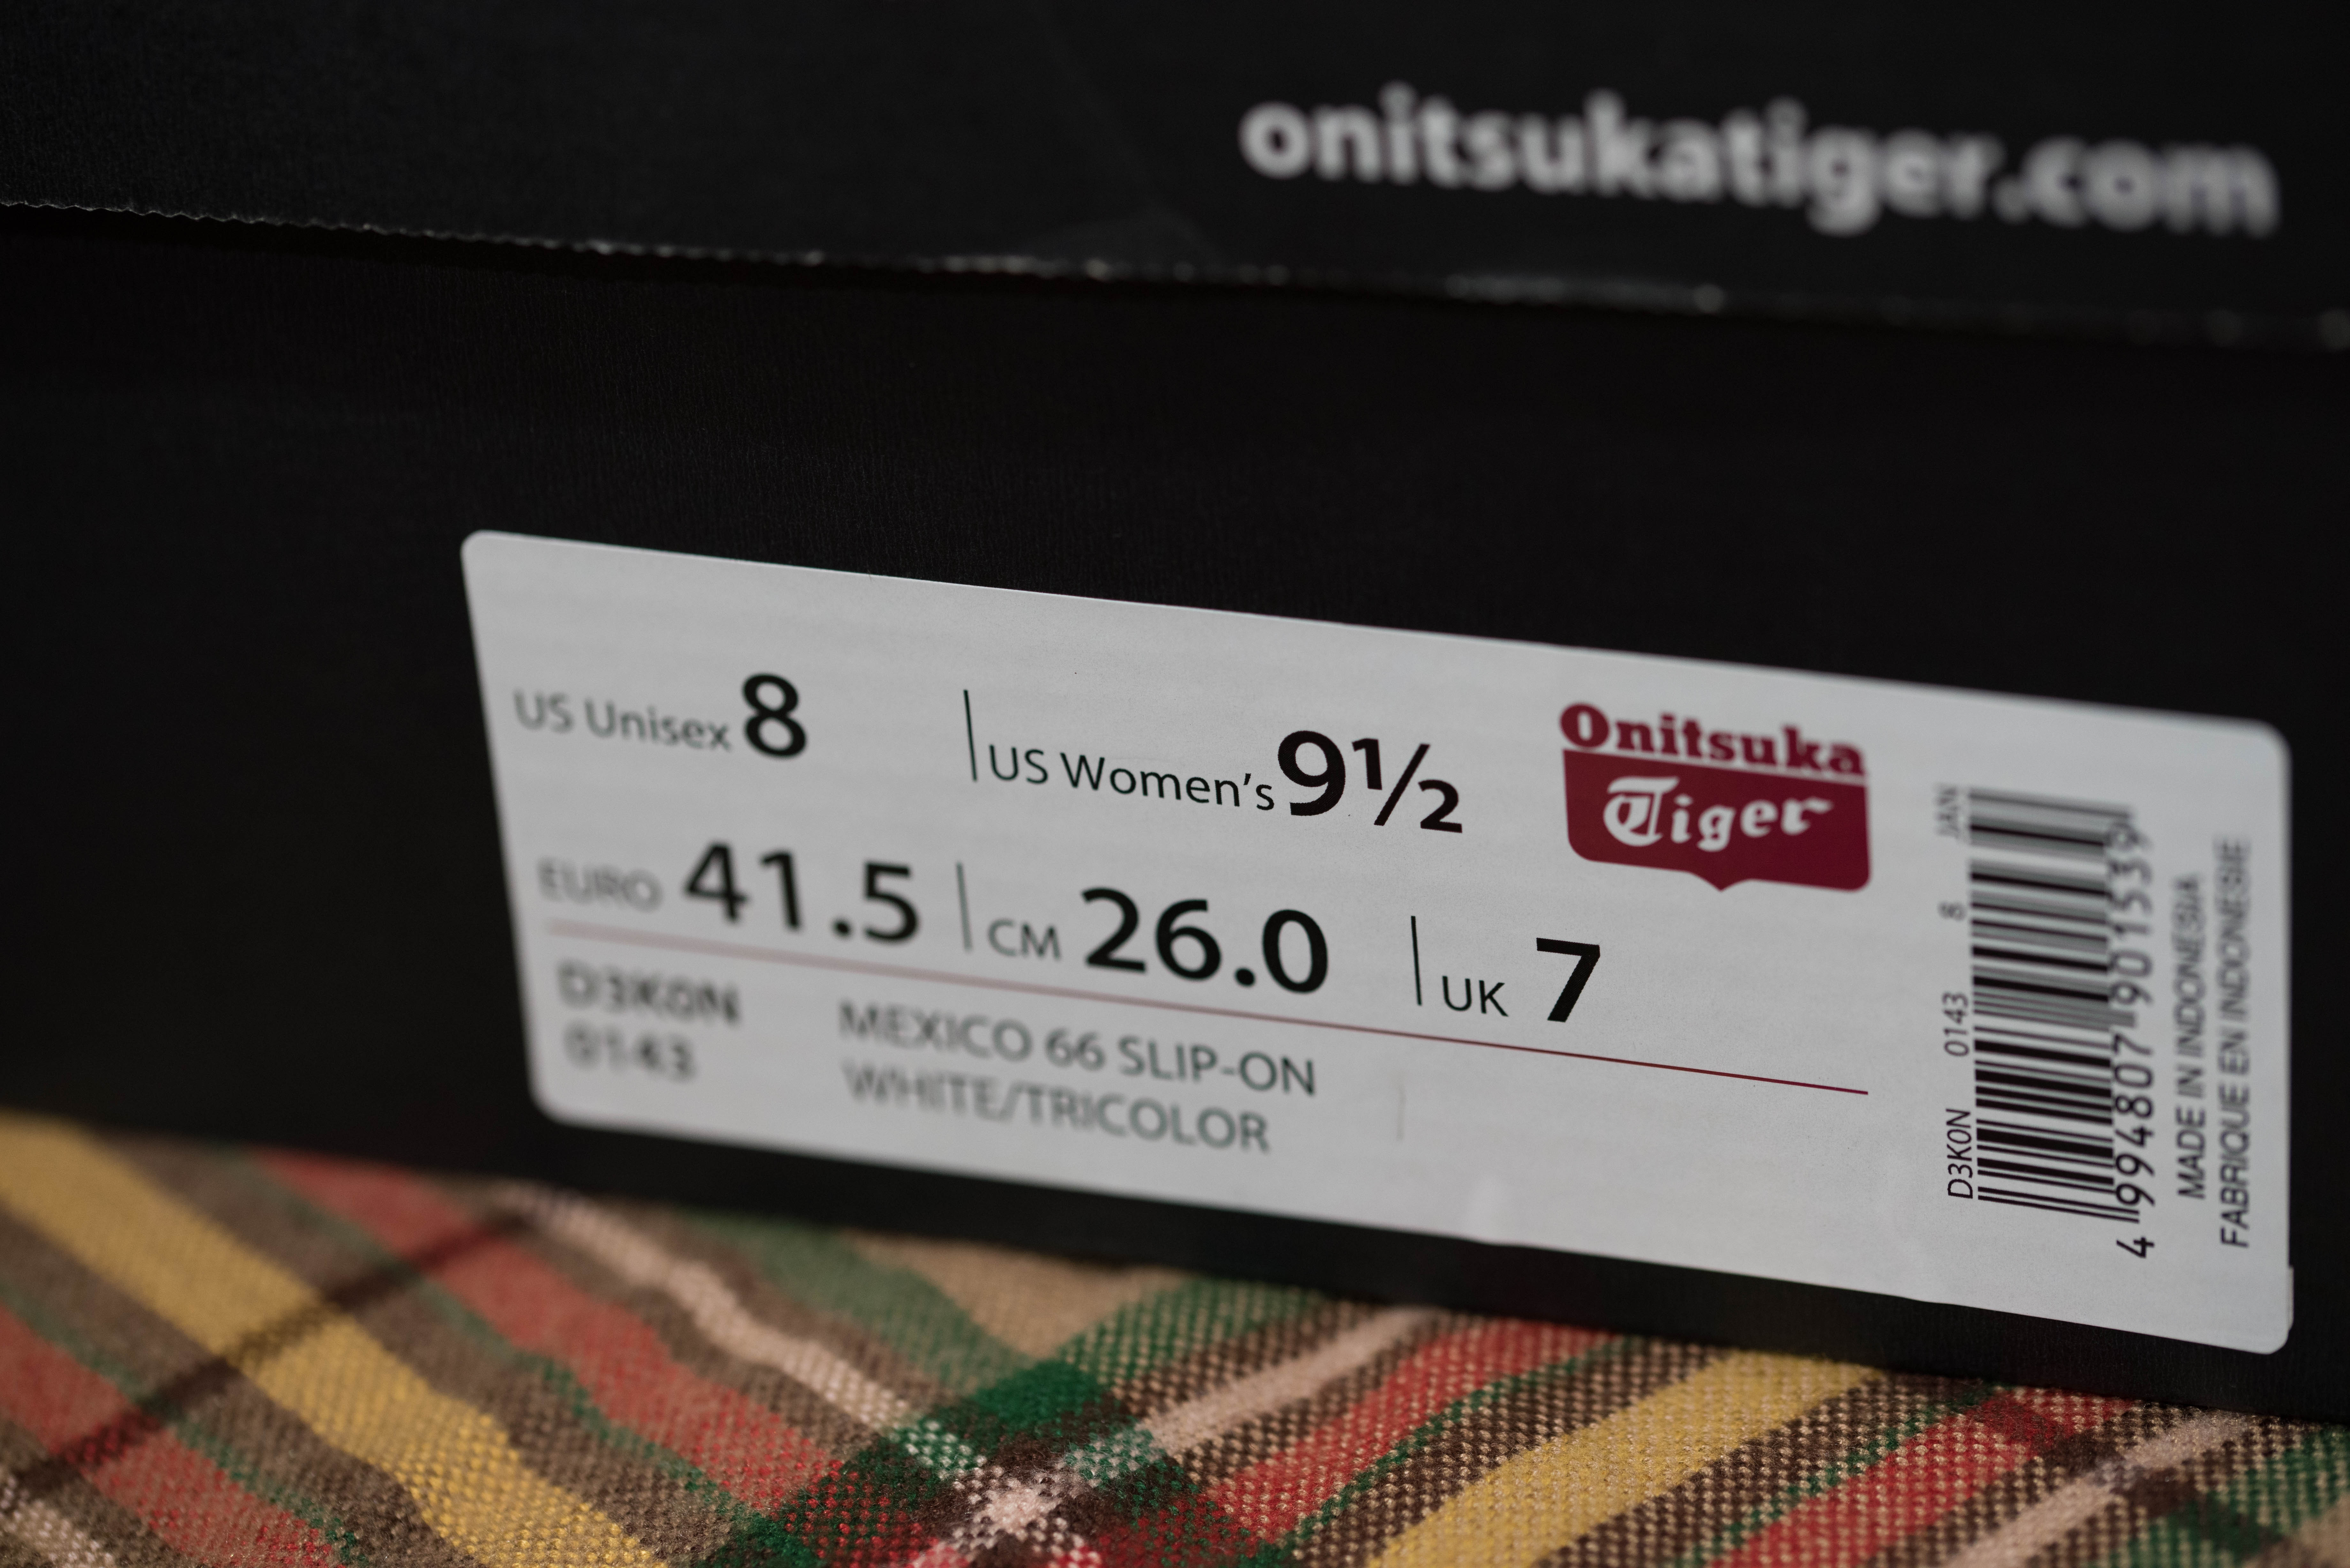 onitsukatiger.com
US Unisex 8 US Women's 9½
Onitsuka
Tiger
EURO 41.5 CM 26.0 UK 7
D3K0N
0143
MEXICO 66 SLIP-ON
WHITE/TRICOLOR
D3K0N 0143 8 JAN
4 994807 901539
MADE IN INDONESIA
FABRIQUE EN INDONESIE